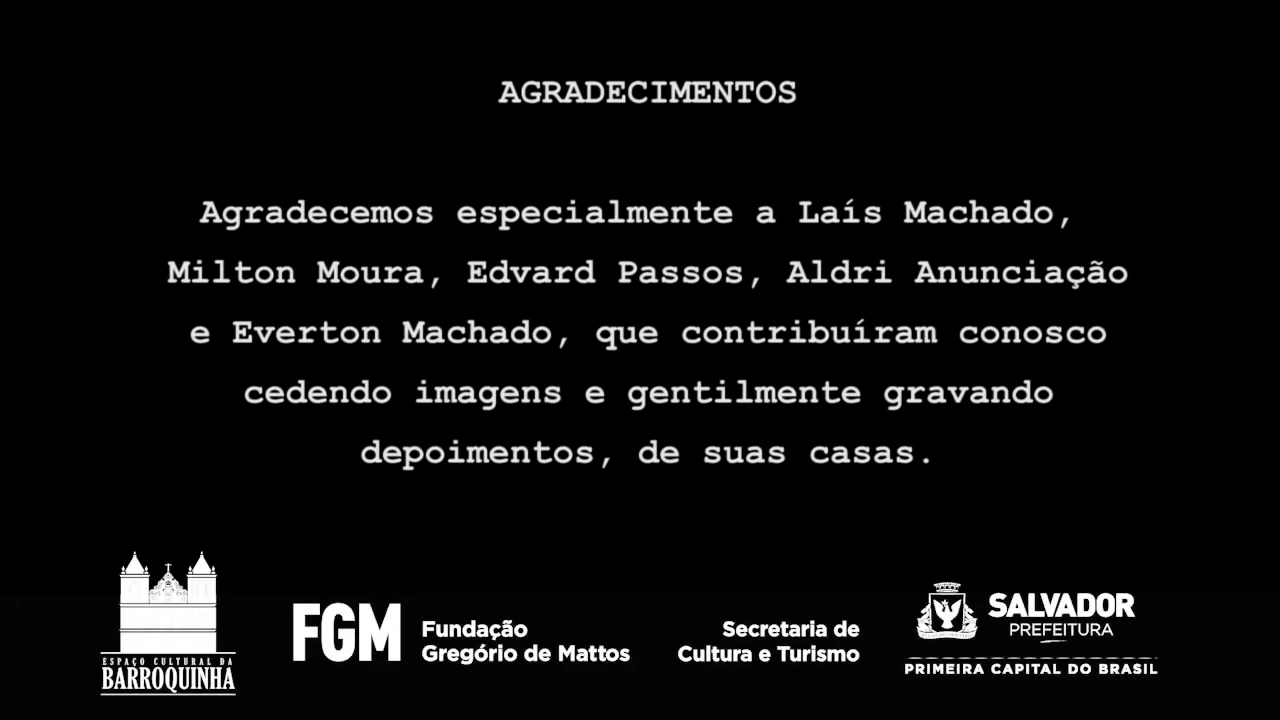 AGRADECIMENTOS
Agradecemos especialmente a Laís Machado,
Milton Moura, Edvard Passos, Aldri Anunciação
e Everton Machado, que contribuíram conosco
cedendo imagens e gentilmente gravando
depoimentos, de suas casas.
ESPAÇO CULTURAL DA
BARROQUINHA
FGM
Fundação
Gregório de Mattos
Secretaria de
Cultura e Turismo
SALVADOR
PREFEITURA
PRIMEIRA CAPITAL DO BRASIL